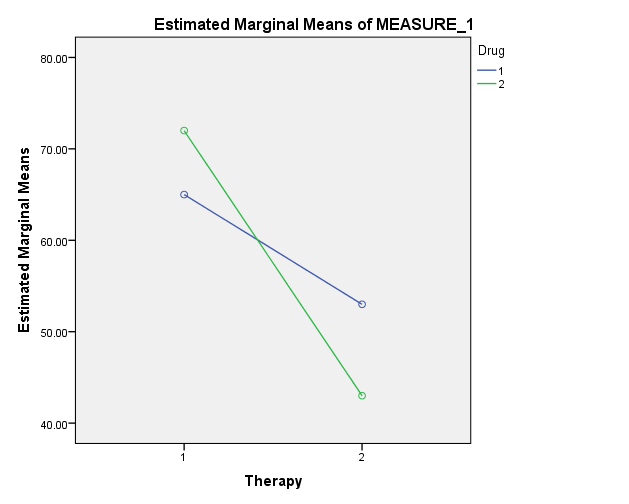 Estimated Marginal Means of MEASURE_1
Drug
1
2
Estimated Marginal Means
80.00
70.00
60.00
50.00
40.00
1
2
Therapy